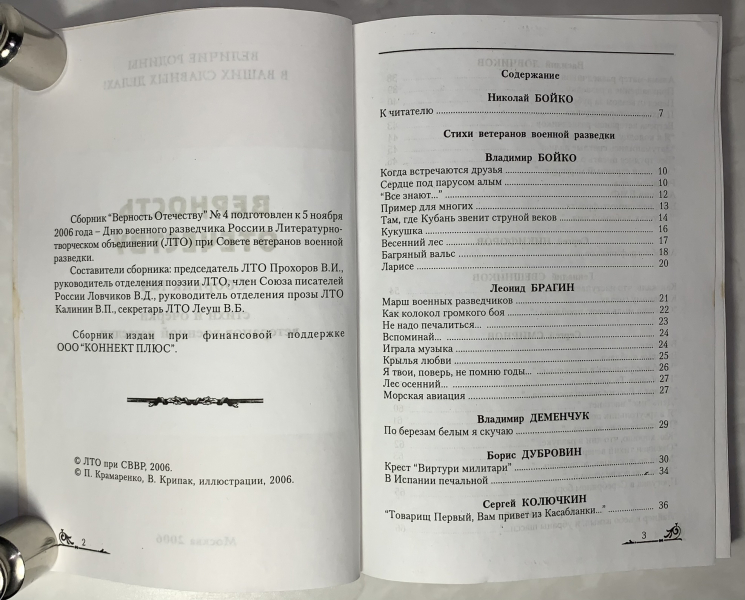 Сборник "Верность Отечеству" № 4 подготовлен к 5 ноября
2006 года – Дню военного разведчика России в Литературно-
творческом объединении (ЛТО) при Совете ветеранов военной
разведки.
Составители сборника: председатель ЛТО Прохоров В.И.,
руководитель отделения поэзии ЛТО, член Союза писателей
России Ловчиков В.Д., руководитель отделения прозы ЛТО
Калинин В.П., секретарь ЛТО Леуш В.Б.
Сборник издан при финансовой поддержке
ООО "КОННЕКТ ПЛЮС".
© ЛТО при СВВР, 2006.
© П. Крамаренко, В. Крипак, иллюстрации, 2006.
2
Содержание
Николай БОЙКО
К читателю 7
Стихи ветеранов военной разведки
Владимир БОЙКО
Когда встречаются друзья 10
Сердце под парусом алым 10
"Все знают..." 12
Пример для многих 13
Там, где Кубань звенит струной веков 14
Кукушка 16
Весенний лес 17
Багряный вальс 18
Ларисе 20
Леонид БРАГИН
Марш военных разведчиков 21
Как колокол громкого боя 22
Не надо печалиться... 23
Вспоминай... 24
Играла музыка 24
Крылья любви 25
Я твои, поверь, не помню годы... 26
Лес осенний... 27
Морская авиация 27
Владимир ДЕМЕНЧУК
По березам белым я скучаю 29
Борис ДУБРОВИН
Крест "Виртури милитари" 30
В Испании печальной 34
Сергей КОЛЮЧКИН
"Товарищ Первый, Вам привет из Касабланки..." 36
3